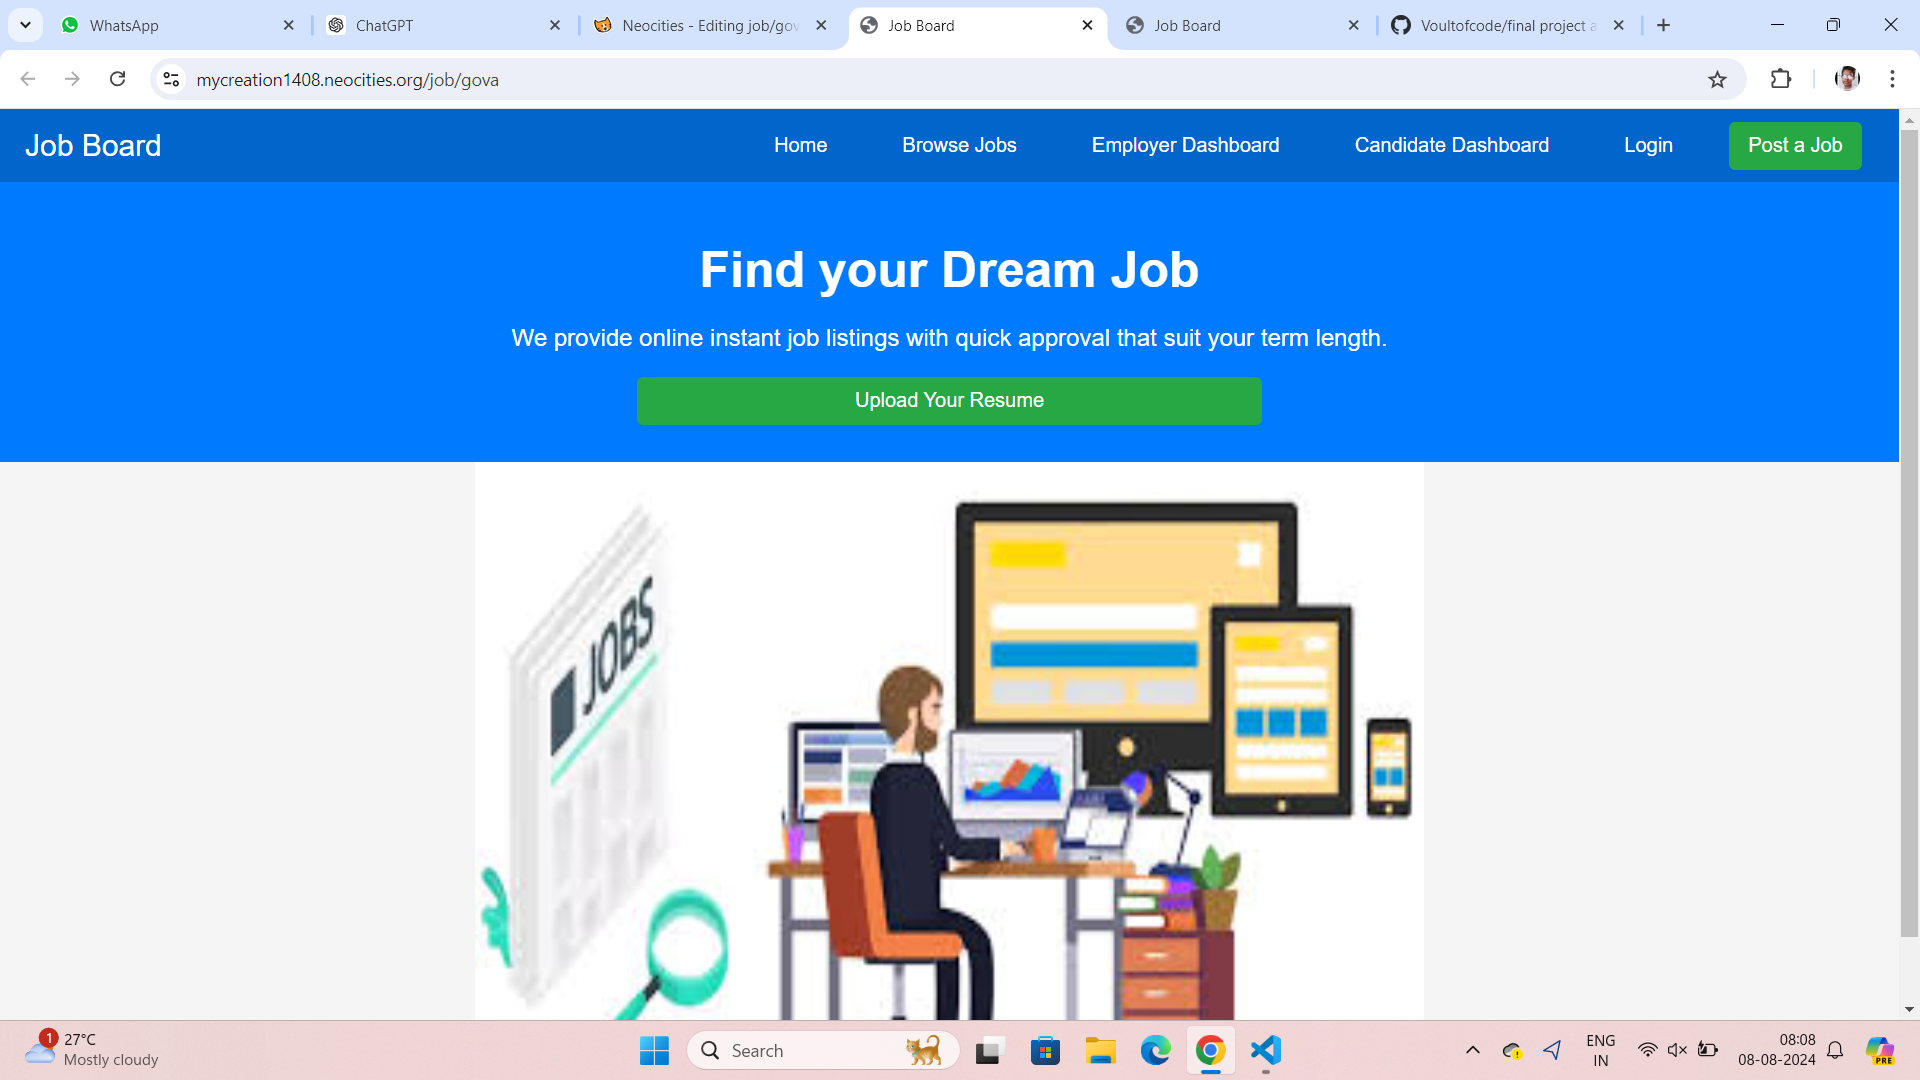 WhatsApp
ChatGPT
Neocities - Editing job/gov
Job Board
Job Board
Voultofcode/final project a
mycreation1408.neocities.org/job/gova
Job Board
Home
Browse Jobs
Employer Dashboard
Candidate Dashboard
Login
Post a Job
Find your Dream Job
We provide online instant job listings with quick approval that suit your term length.
Upload Your Resume
JOBS
1
27°C
Mostly cloudy
Search
ENG
IN
08:08
08-08-2024
PRE